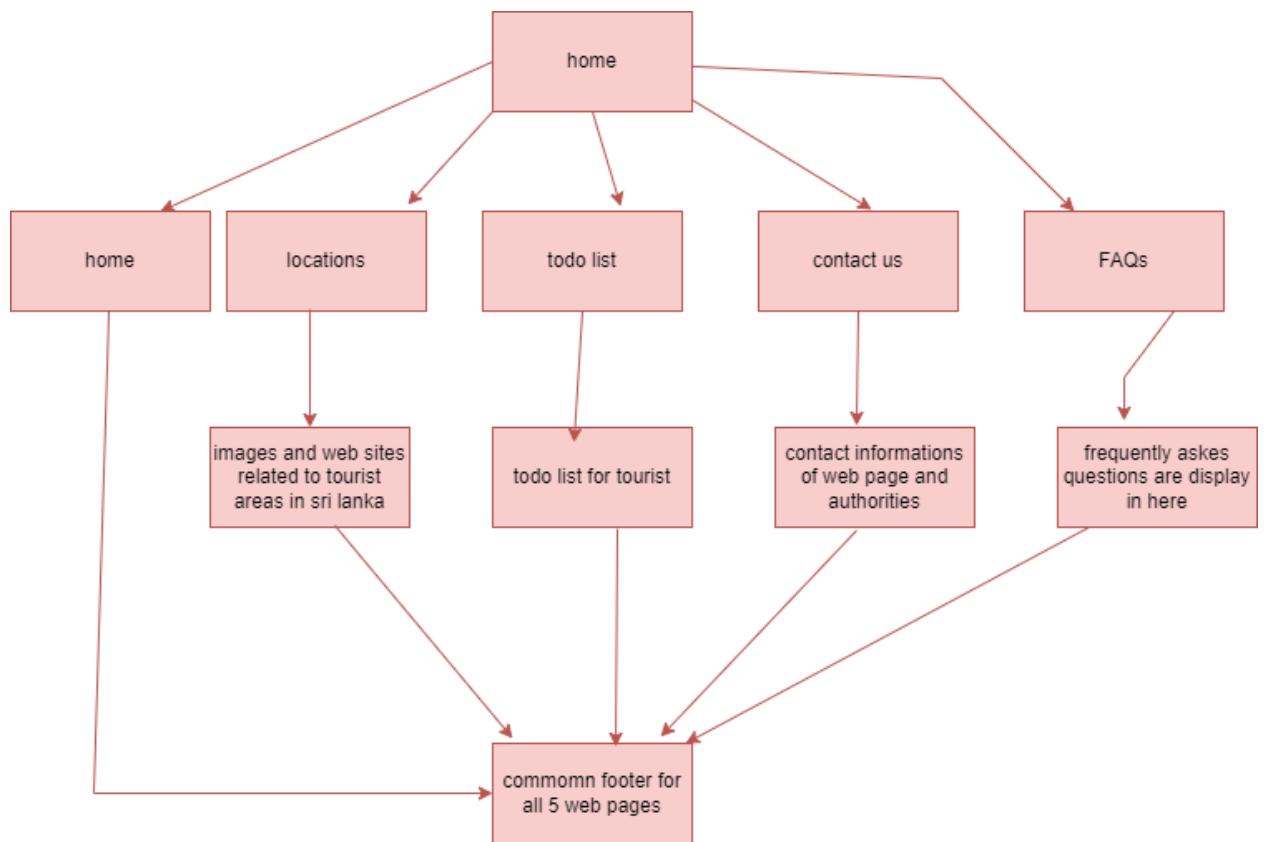 home
home
locations
todo list
contact us
FAQs
images and web sites
related to tourist
areas in sri lanka
todo list for tourist
contact informations
of web page and
authorities
frequently askes
questions are display
in here
commomn footer for
all 5 web pages